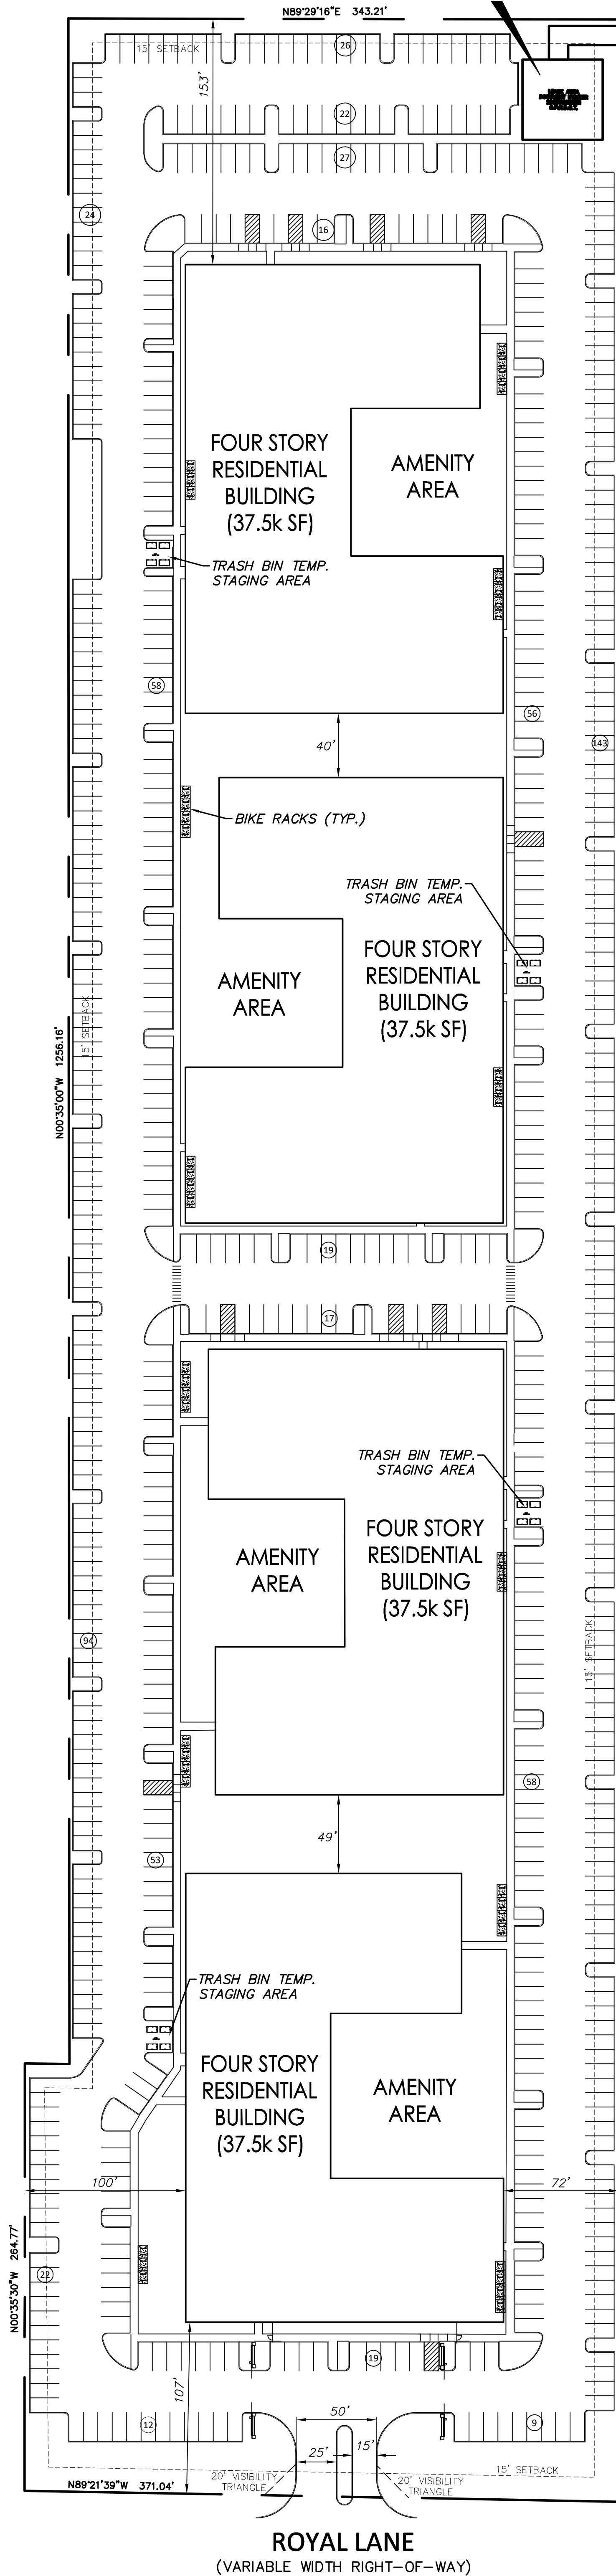 N89°29'16"E 343.21'
15' SETBACK
26
153'
22
27
24
16
FOUR STORY
RESIDENTIAL
BUILDING
(37.5k SF)
AMENITY
AREA
TRASH BIN TEMP.
STAGING AREA
58
56
40'
143
BIKE RACKS (TYP.)
TRASH BIN TEMP.
STAGING AREA
FOUR STORY
RESIDENTIAL
BUILDING
(37.5k SF)
AMENITY
AREA
15' SETBACK
N00°35'00"W 1256.16'
19
17
TRASH BIN TEMP.
STAGING AREA
FOUR STORY
RESIDENTIAL
BUILDING
(37.5k SF)
AMENITY
AREA
94
15' SETBACK
58
49'
53
TRASH BIN TEMP.
STAGING AREA
FOUR STORY
RESIDENTIAL
BUILDING
(37.5k SF)
AMENITY
AREA
100'
72'
N00°35'30"W 264.77'
22
107'
19
12
50'
9
25'
15'
15' SETBACK
20' VISIBILITY
TRIANGLE
20' VISIBILITY
TRIANGLE
N89°21'39"W 371.04'
ROYAL LANE
(VARIABLE WIDTH RIGHT-OF-WAY)